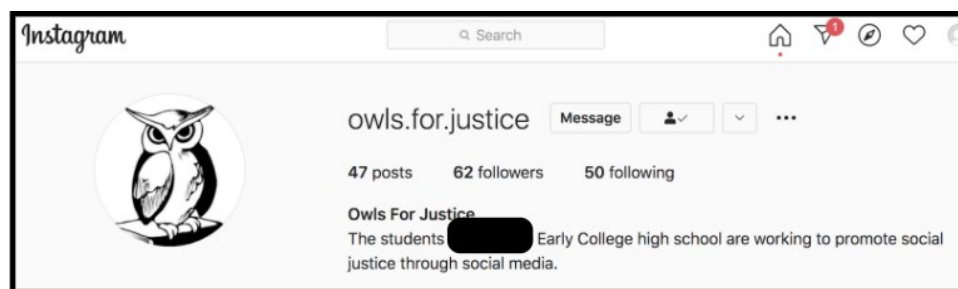 Instagram
Search
1
owls.for.justice Message
47 posts 62 followers 50 following
Owls For Justice
The students Early College high school are working to promote social
justice through social media.